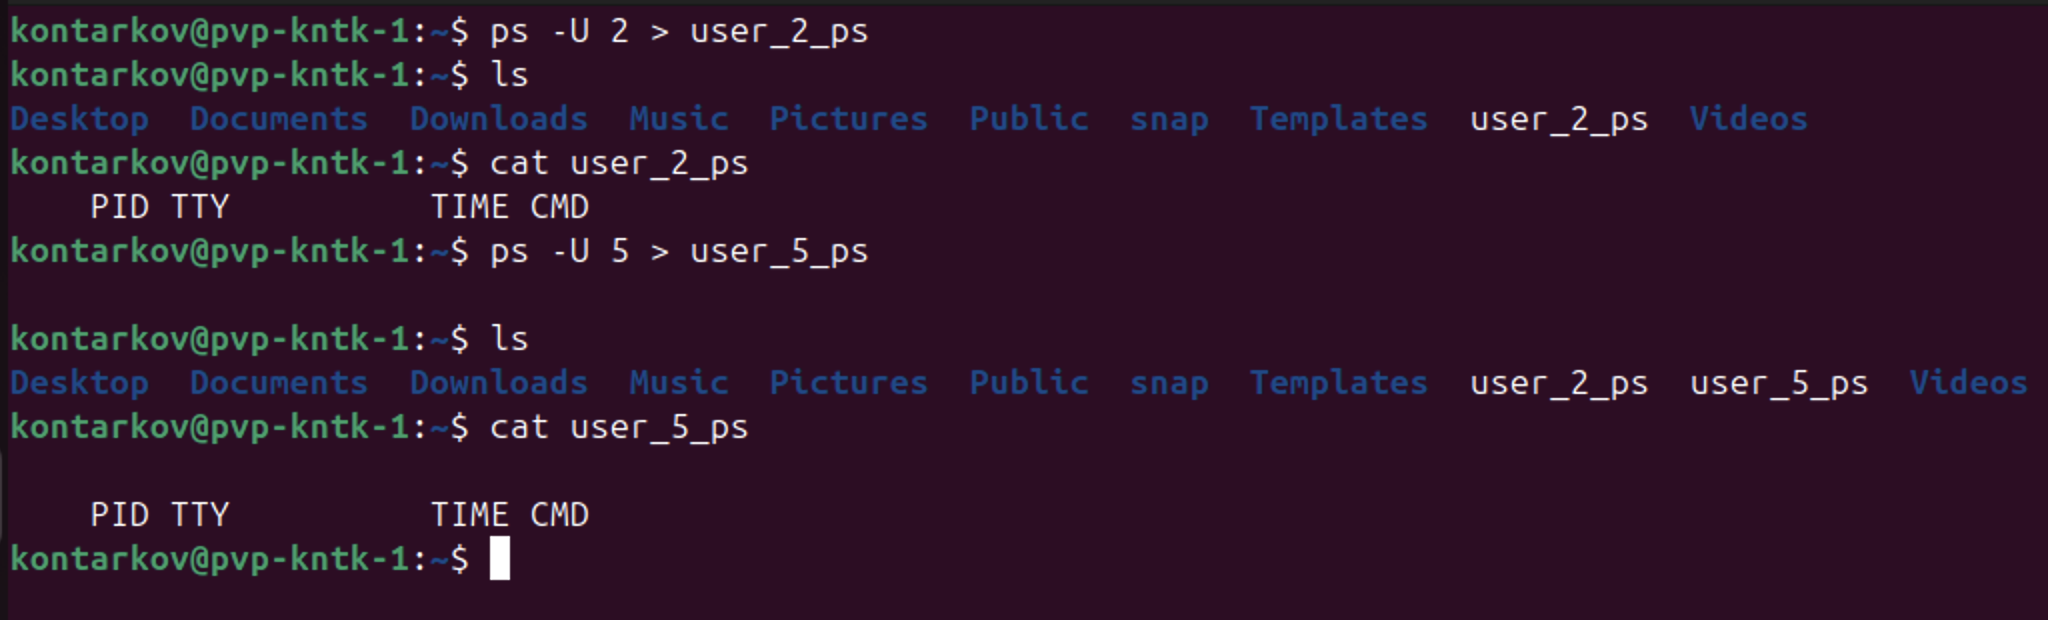 kontarkov@pvp-kntk-1:~$ ps -U 2 > user_2_ps
kontarkov@pvp-kntk-1:~$ ls
Desktop  Documents  Downloads  Music  Pictures  Public  snap  Templates  user_2_ps  Videos
kontarkov@pvp-kntk-1:~$ cat user_2_ps
    PID TTY          TIME CMD
kontarkov@pvp-kntk-1:~$ ps -U 5 > user_5_ps
kontarkov@pvp-kntk-1:~$ ls
Desktop  Documents  Downloads  Music  Pictures  Public  snap  Templates  user_2_ps  user_5_ps  Videos
kontarkov@pvp-kntk-1:~$ cat user_5_ps
    PID TTY          TIME CMD
kontarkov@pvp-kntk-1:~$